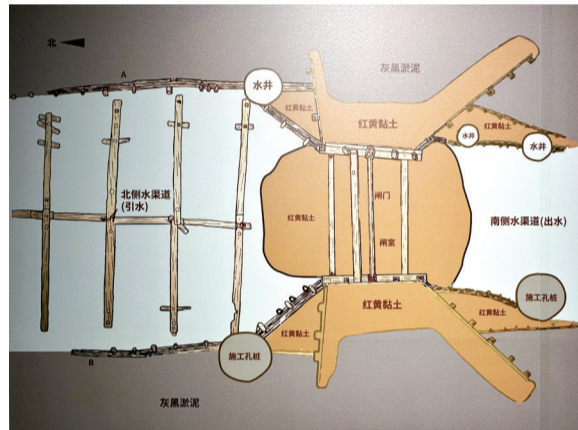 北
A
灰黑淤泥
水井
红黄黏土
红黄黏土
红黄黏土
水井
水井
北侧水渠道
(引水)
闸门
红黄黏土
南侧水渠道(出水)
闸室
施工孔桩
红黄黏土
红黄黏土
红黄黏土
施工孔桩
B
灰黑淤泥